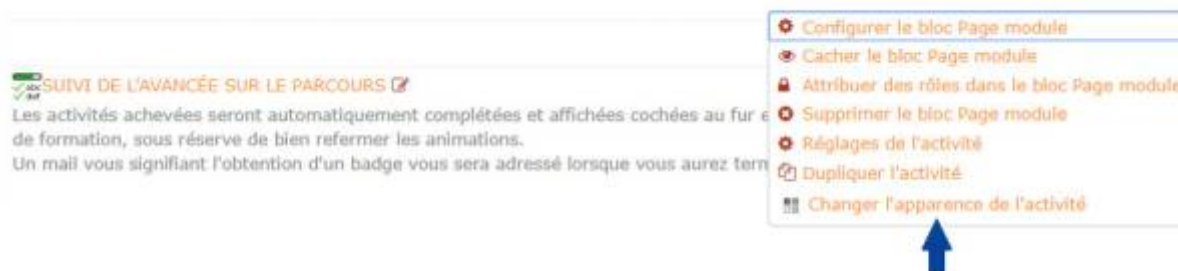 Configurer le bloc Page module
Cacher le bloc Page module
Attribuer des rôles dans le bloc Page module
Supprimer le bloc Page module
Réglages de l'activité
Dupliquer l'activité
Changer l'apparence de l'activité
SUIVI DE L'AVANCÉE SUR LE PARCOURS
Les activités achevées seront automatiquement complétées et affichées cochées au fur e
de formation, sous réserve de bien refermer les animations.
Un mail vous signifiant l'obtention d'un badge vous sera adressé lorsque vous aurez tern